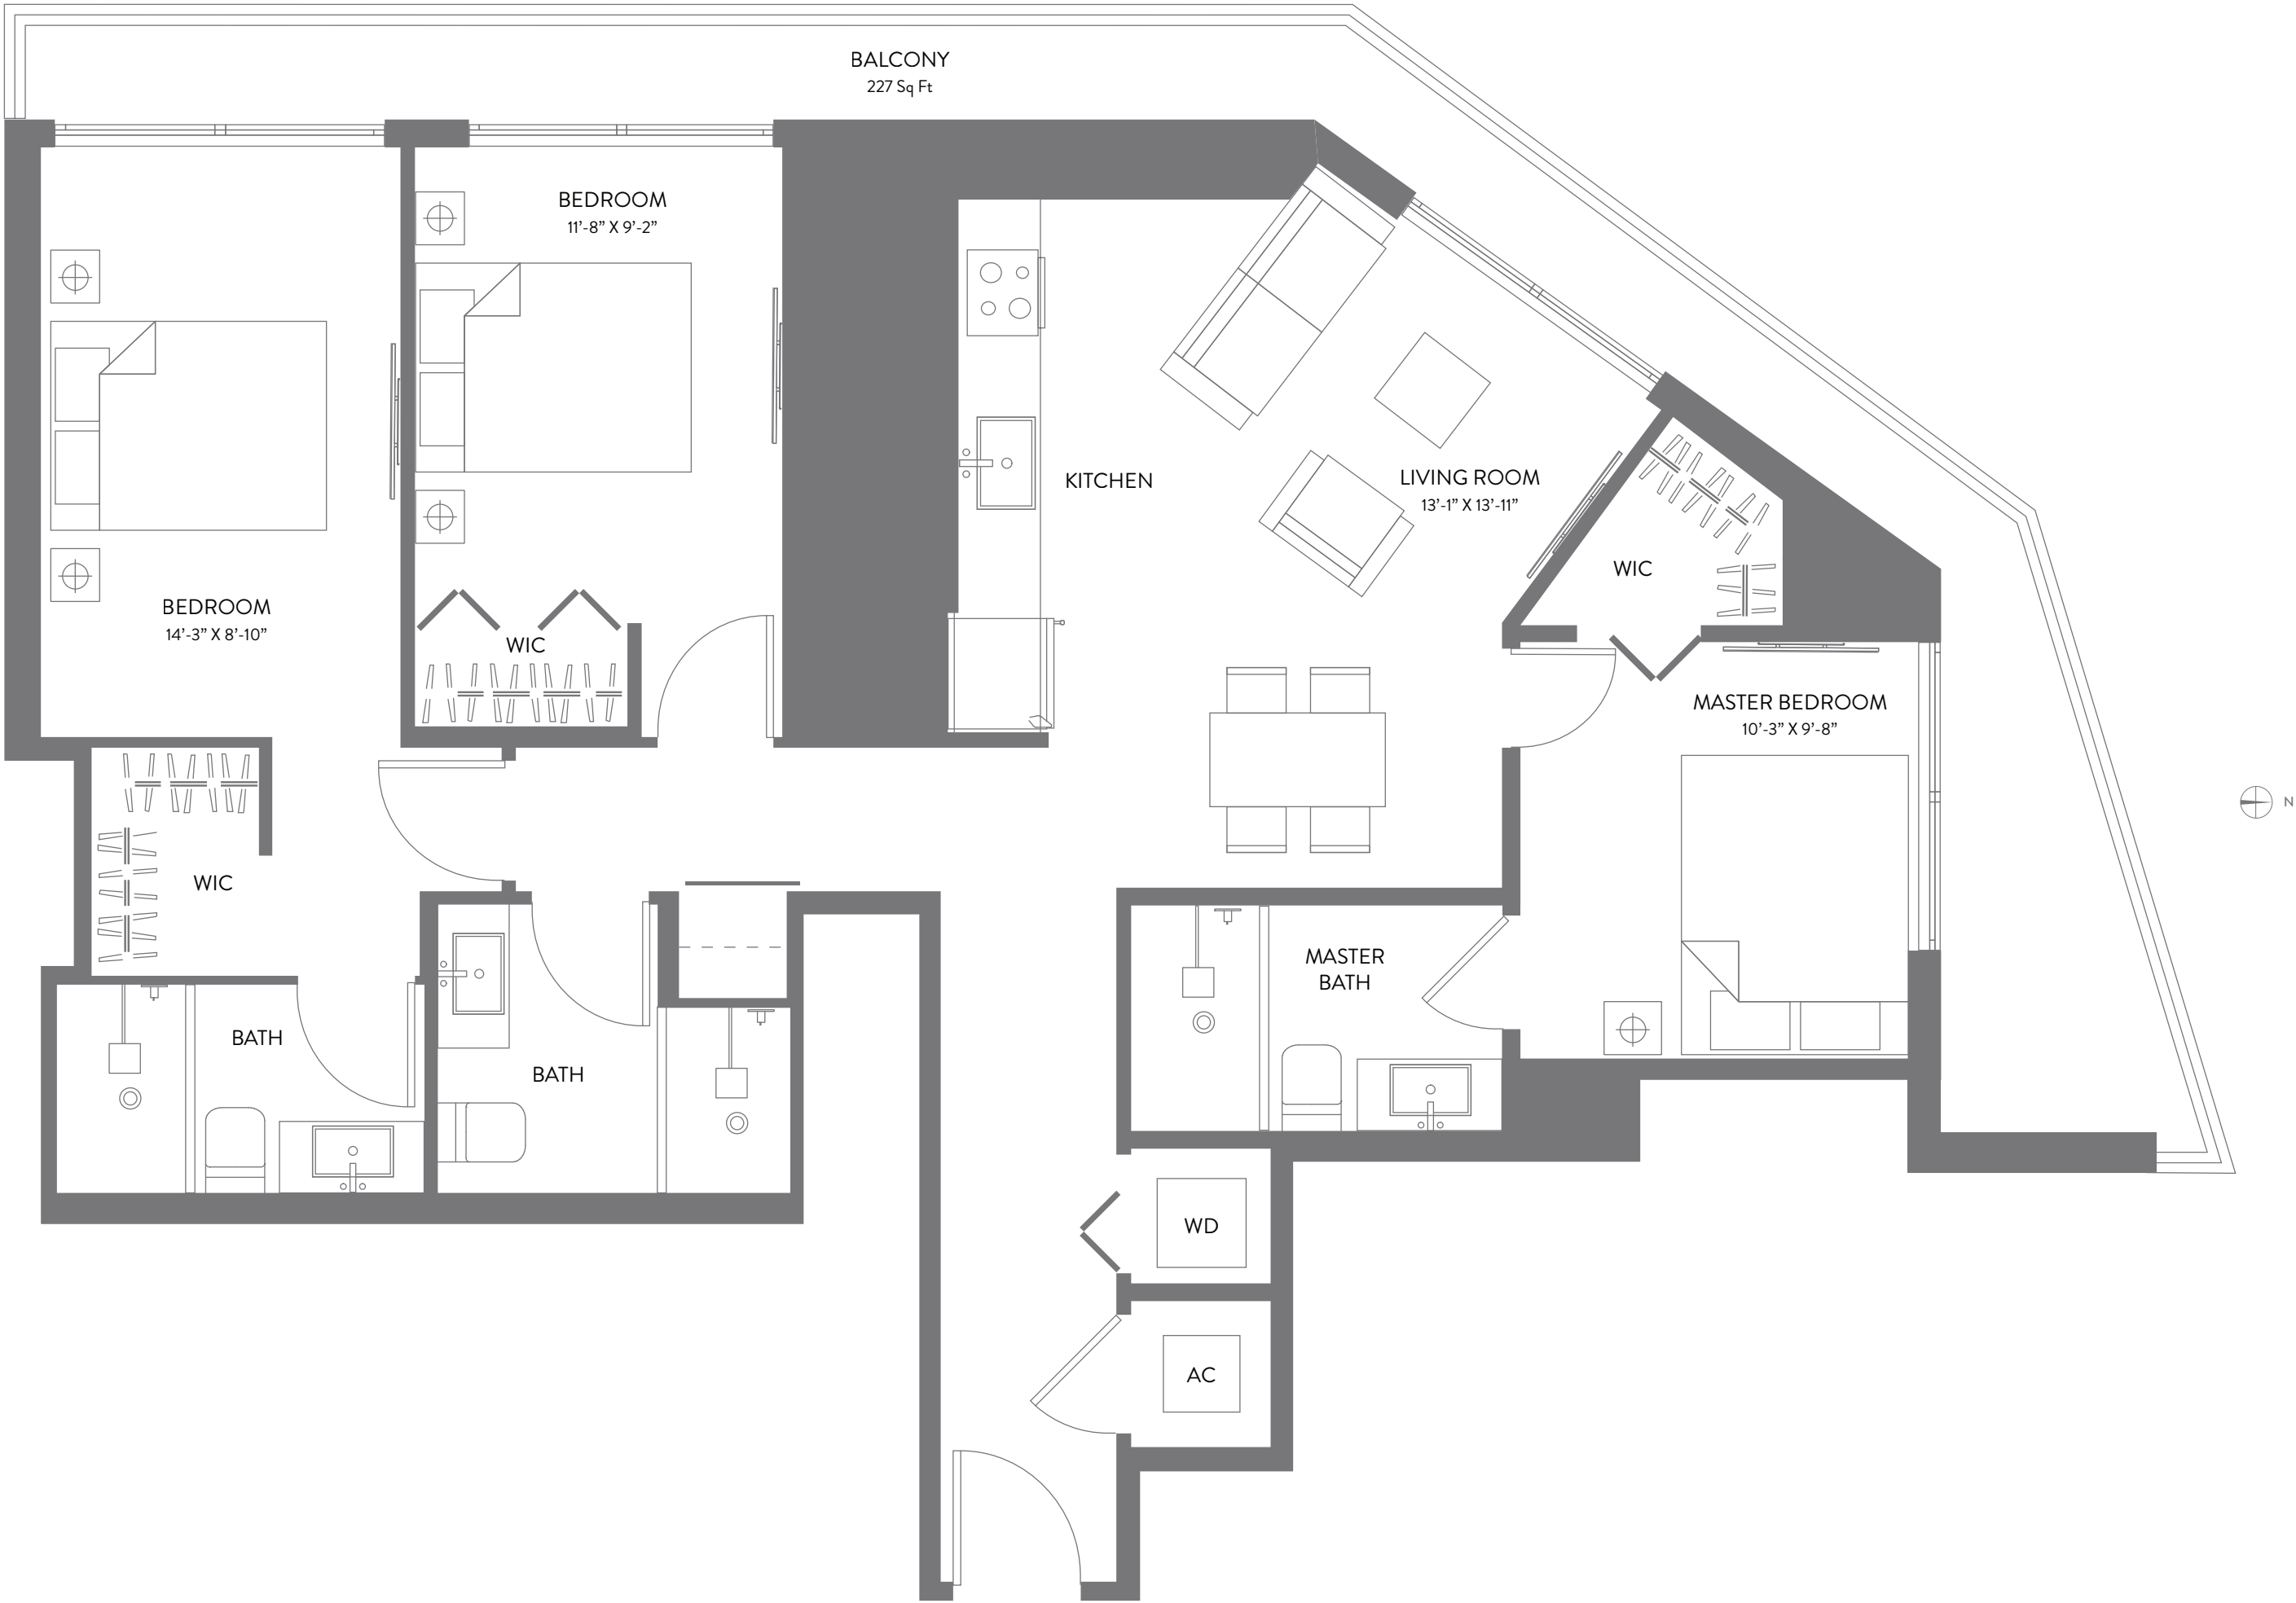 BALCONY
227 Sq Ft
BEDROOM
11’-8” X 9’-2”
KITCHEN
LIVING ROOM
13’-1” X 13’-11”
WIC
BEDROOM
14’-3” X 8’-10”
WIC
MASTER BEDROOM
10’-3” X 9’-8”
N
WIC
MASTER
BATH
BATH
BATH
WD
AC